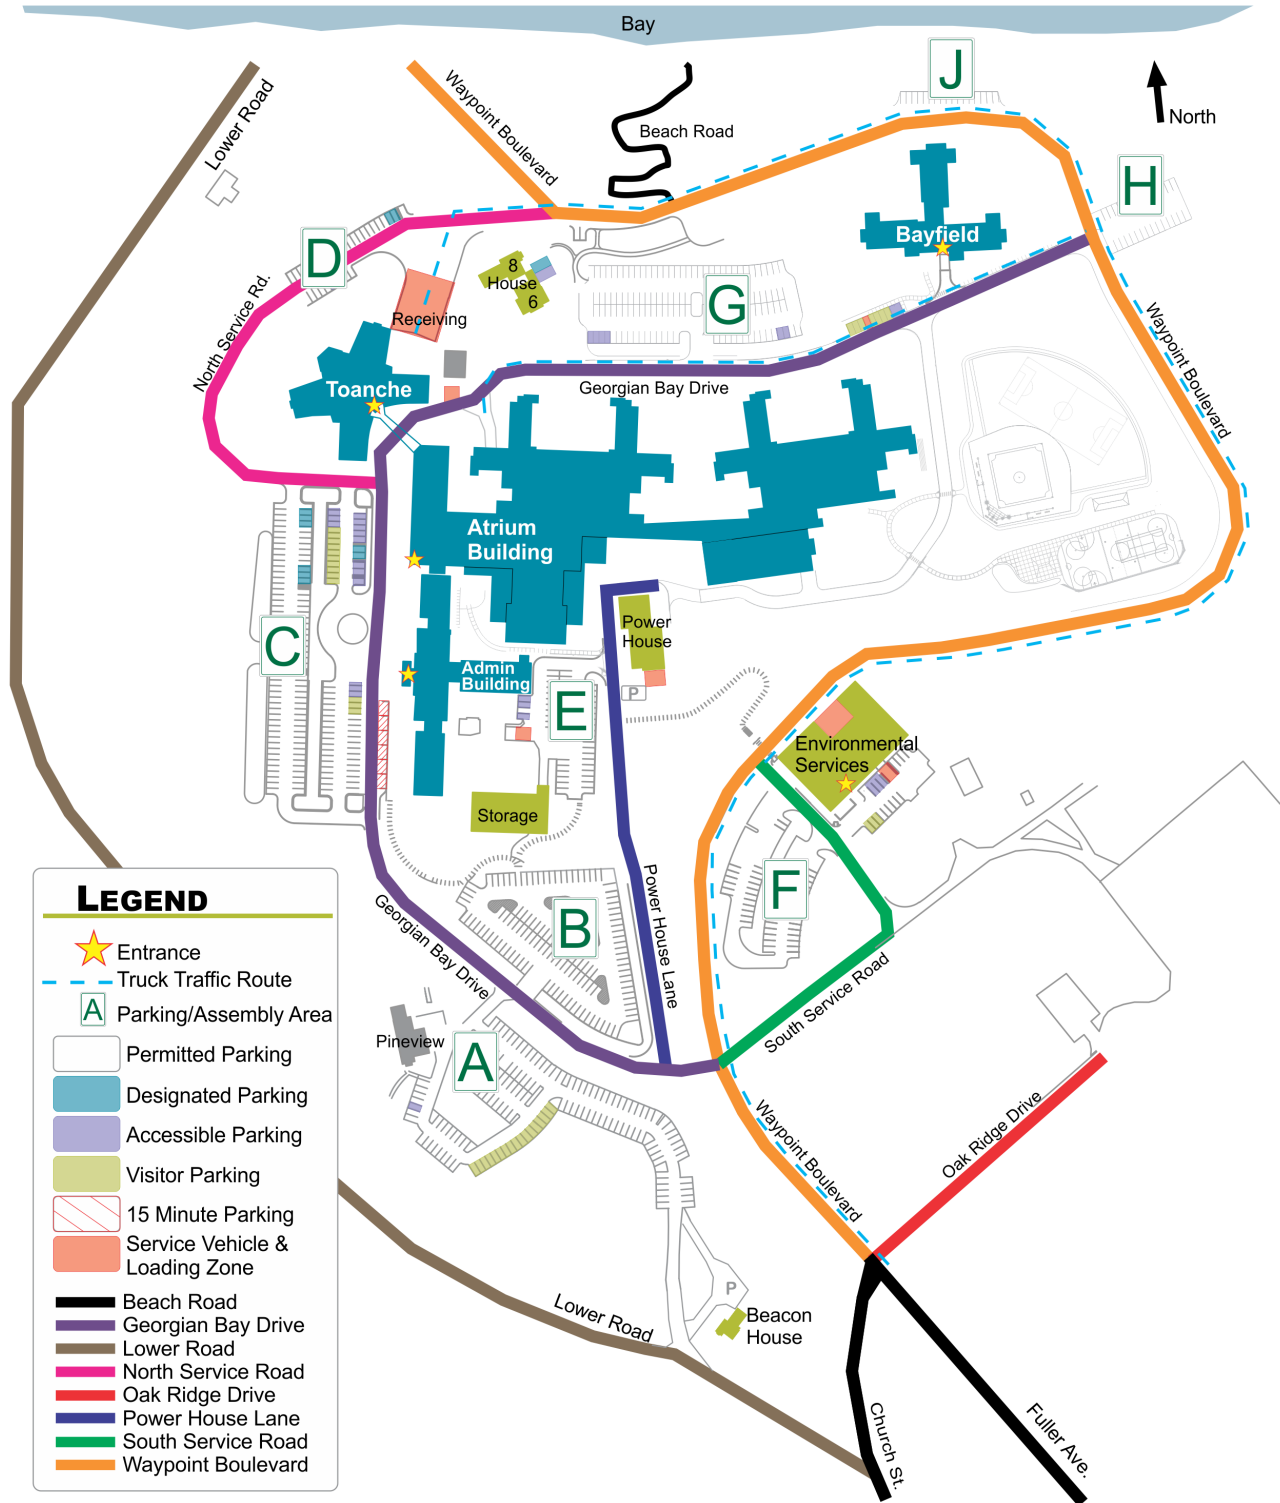 Bay
J
Waypoint Boulevard
Lower Road
Beach Road
North
H
D
Bayfield
8
House
6
G
North Service Rd.
Receiving
Waypoint Boulevard
Toanche
Georgian Bay Drive
Atrium
Building
C
Power
House
Admin
Building
E
P
Environmental
Services
Storage
LEGEND
Entrance
Truck Traffic Route
A
Parking/Assembly Area
Permitted Parking
Designated Parking
Accessible Parking
Visitor Parking
15 Minute Parking
Service Vehicle &
Loading Zone
Beach Road
Georgian Bay Drive
Lower Road
North Service Road
Oak Ridge Drive
Power House Lane
South Service Road
Waypoint Boulevard
F
B
Power House Lane
Georgian Bay Drive
South Service Road
Pineview
A
Waypoint Boulevard
Oak Ridge Drive
P
Beacon
House
Lower Road
Church St.
Fuller Ave.